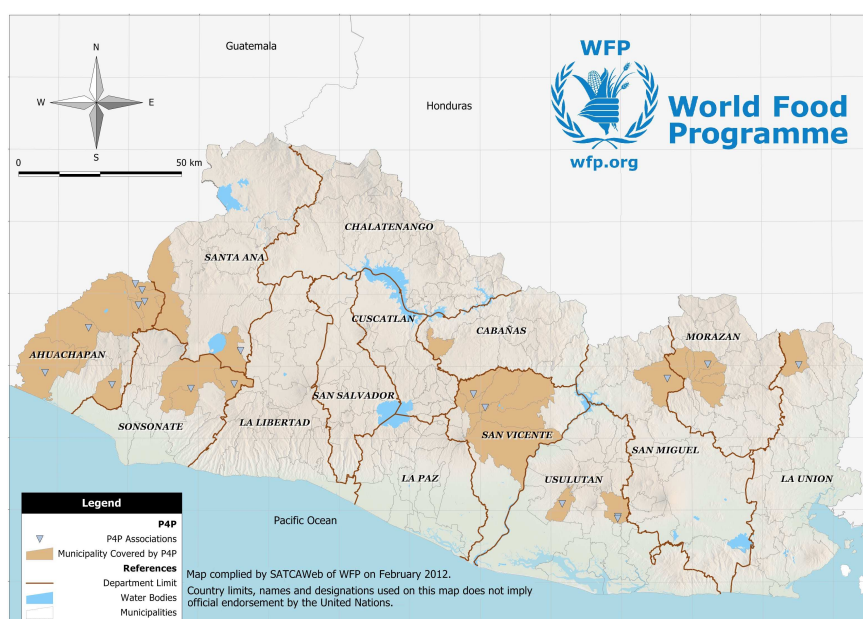 Guatemala
Honduras
N
W
E
S
0
50 km
WFP
wfp.org
World Food
Programme
CHALATENANGO
SANTA ANA
CUSCATLAN
CABAÑAS
MORAZAN
AHUACHAPAN
SAN SALVADOR
SONSONATE
LA LIBERTAD
SAN VICENTE
SAN MIGUEL
LA PAZ
USULUTAN
LA UNION
Pacific Ocean
Legend
P4P
P4P Associations
Municipality Covered by P4P
References
Department Limit
Water Bodies
Municipalities
Map complied by SATCAWeb of WFP on February 2012.
Country limits, names and designations used on this map does not imply
official endorsement by the United Nations.